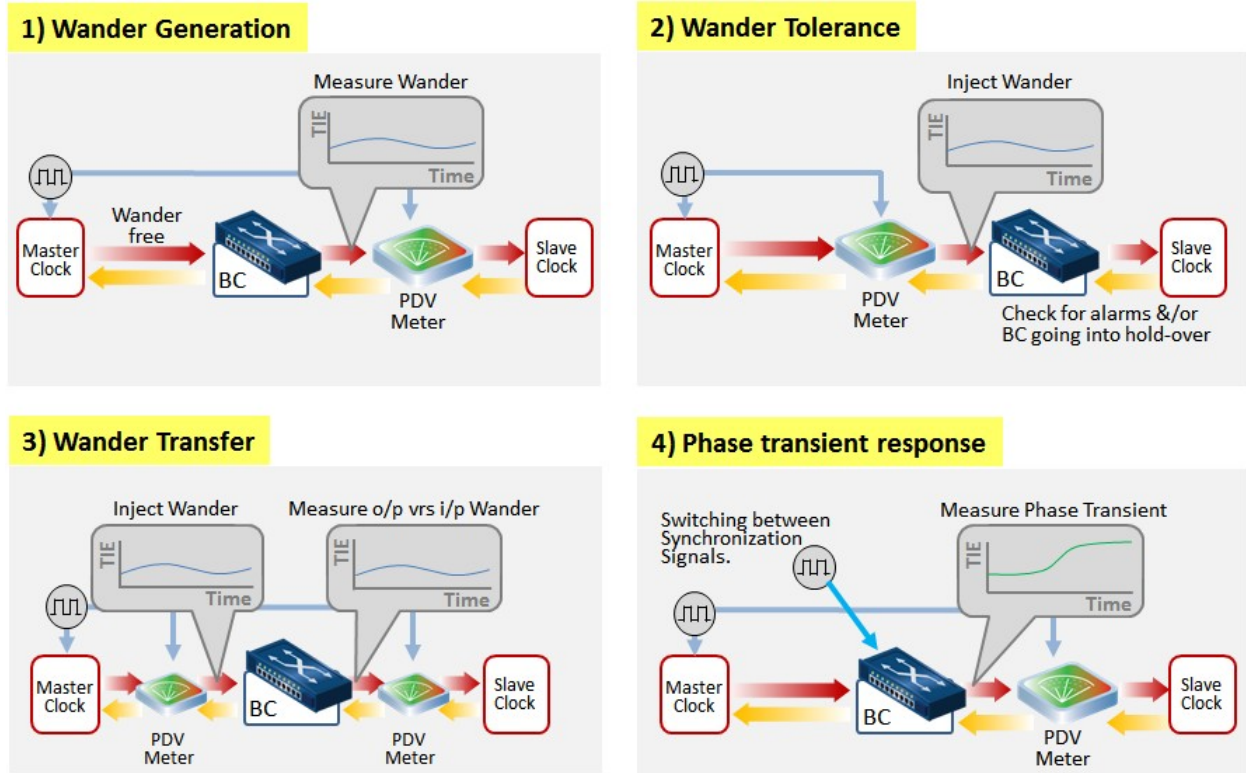 1) Wander Generation
Measure Wander
TIE
Time
Wander
free
Master
Clock
BC
PDV
Meter
Slave
Clock
2) Wander Tolerance
Inject Wander
TIE
Time
Master
Clock
PDV
Meter
BC
Slave
Clock
Check for alarms &/or
BC going into hold-over
3) Wander Transfer
Inject Wander
Measure o/p vrs i/p Wander
TIE
Time
TIE
Time
Master
Clock
PDV
Meter
BC
PDV
Meter
Slave
Clock
4) Phase transient response
Switching between
Synchronization
Signals.
Measure Phase Transient
TIE
Time
Master
Clock
BC
PDV
Meter
Slave
Clock